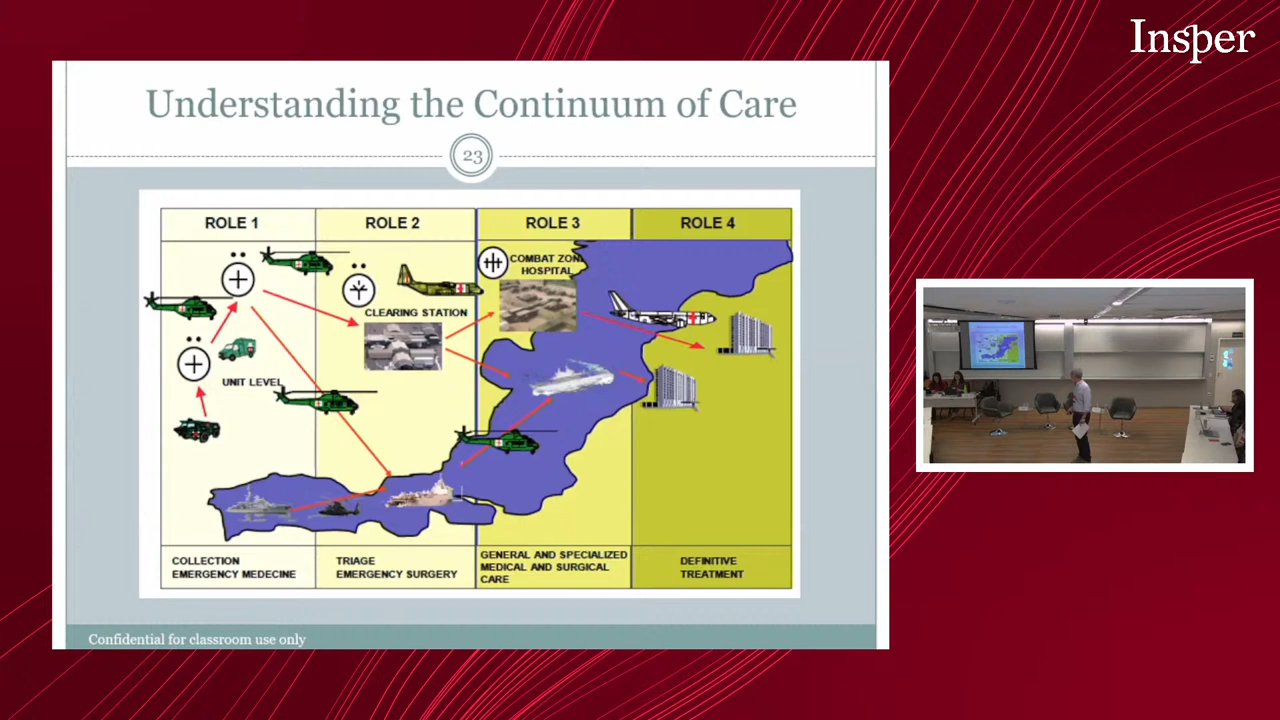 Insper
Understanding the Continuum of Care
23
ROLE 1
ROLE 2
ROLE 3
ROLE 4
COMBAT ZON
HOSPITAL
CLEARING STATION
UNIT LEVEL
COLLECTION
EMERGENCY MEDECINE
TRIAGE
EMERGENCY SURGERY
GENERAL AND SPECIALIZED
MEDICAL AND SURGICAL
CARE
DEFINITIVE
TREATMENT
Confidential for classroom use only